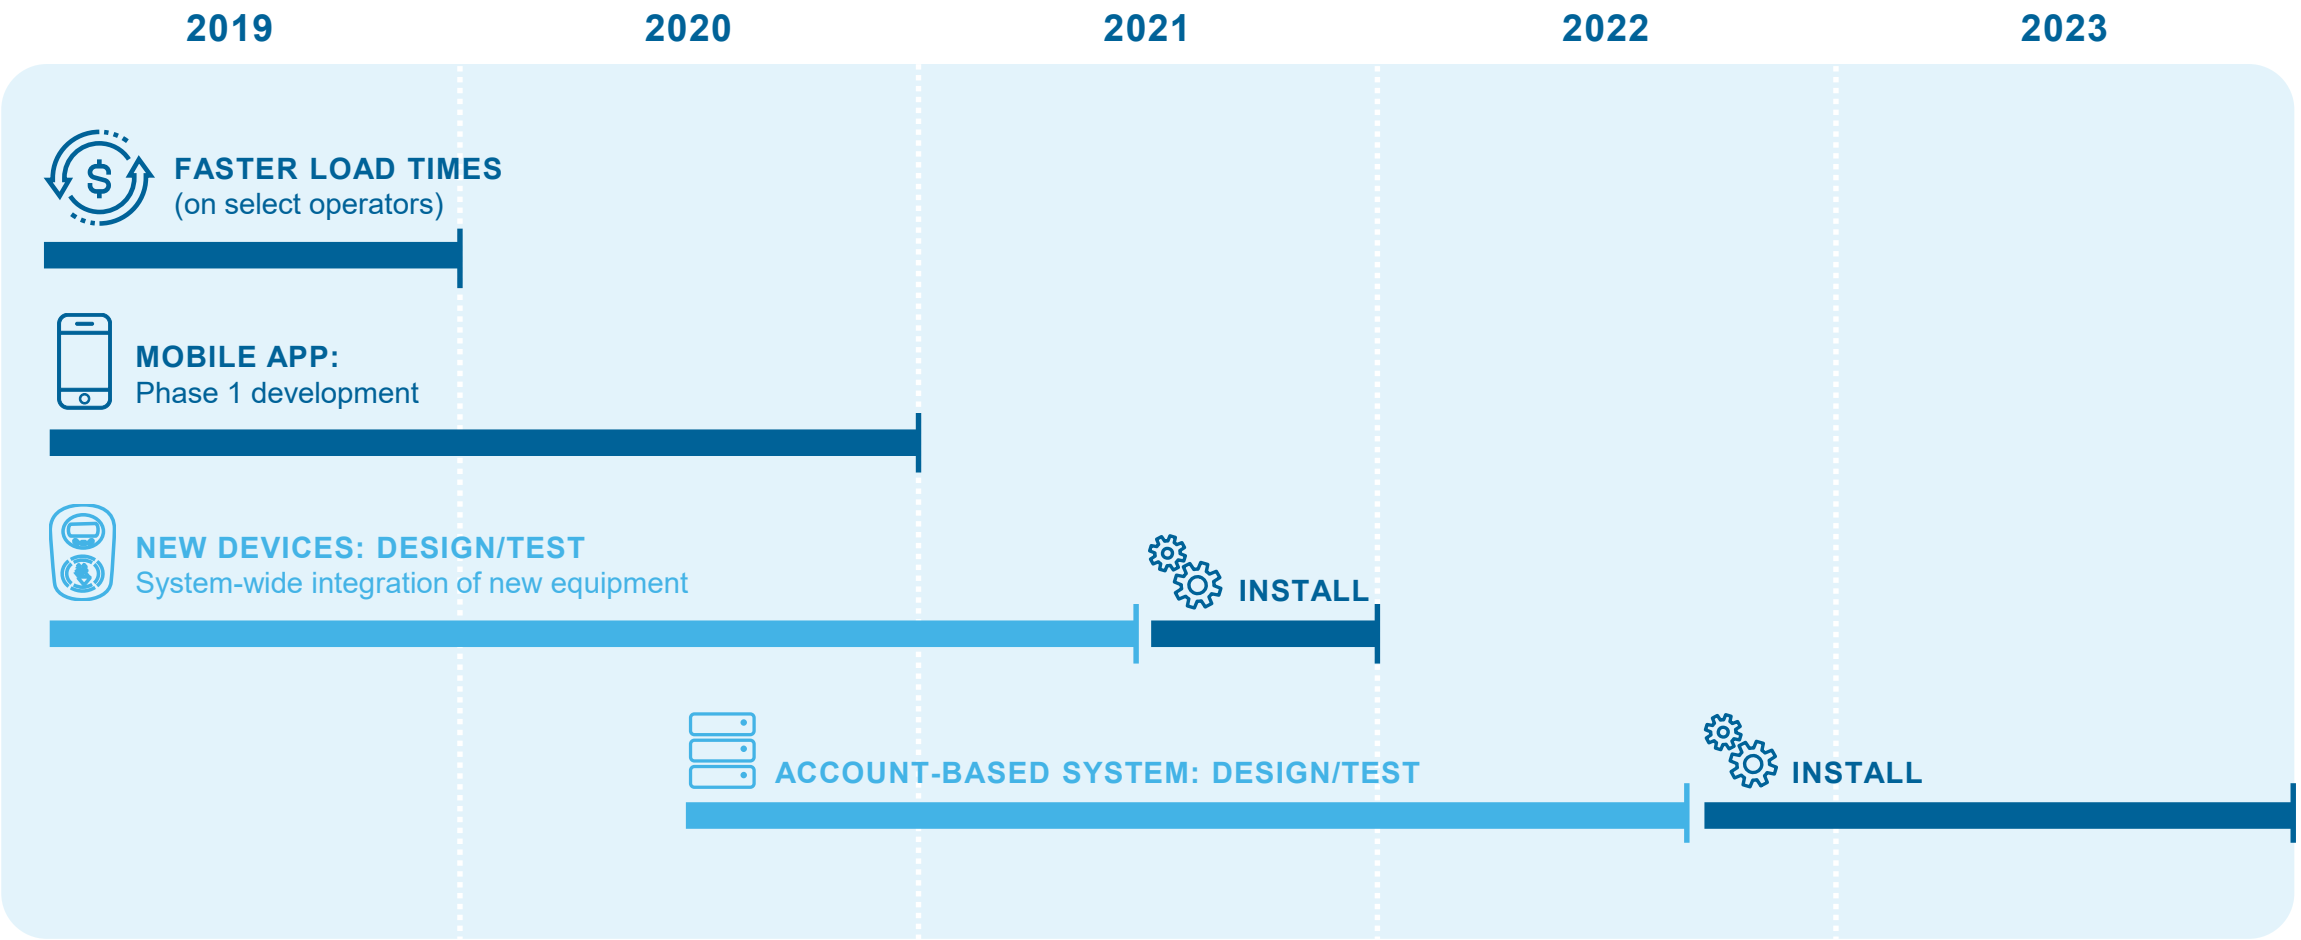 2019 2020 2021 2022 2023
FASTER LOAD TIMES
(on select operators)
MOBILE APP:
Phase 1 development
NEW DEVICES: DESIGN/TEST
System-wide integration of new equipment
INSTALL
ACCOUNT-BASED SYSTEM: DESIGN/TEST
INSTALL